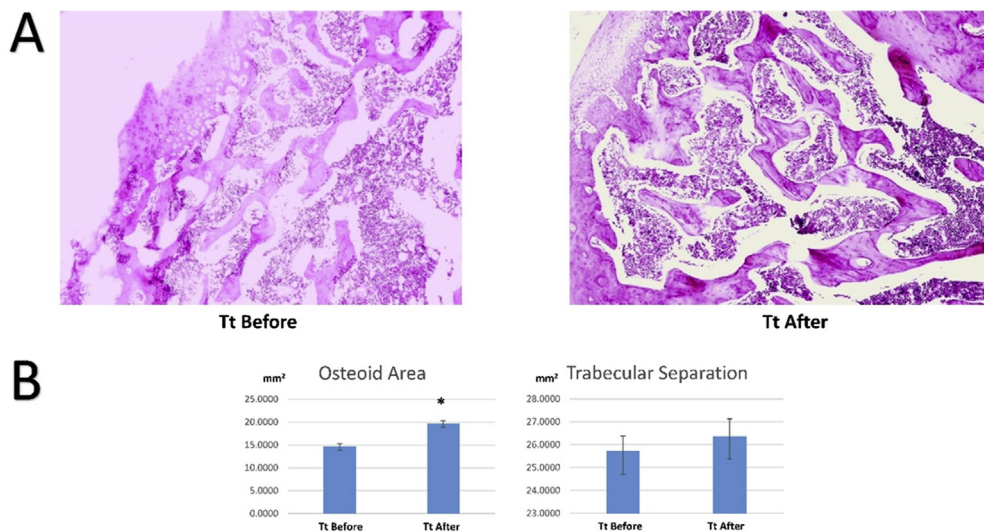 A
Tt Before
Tt After
B
mm² Osteoid Area
25.0000
20.0000
15.0000
10.0000
5.0000
0.0000
*
Tt Before
Tt After
mm² Trabecular Separation
28.0000
27.0000
26.0000
25.0000
24.0000
23.0000
Tt Before
Tt After